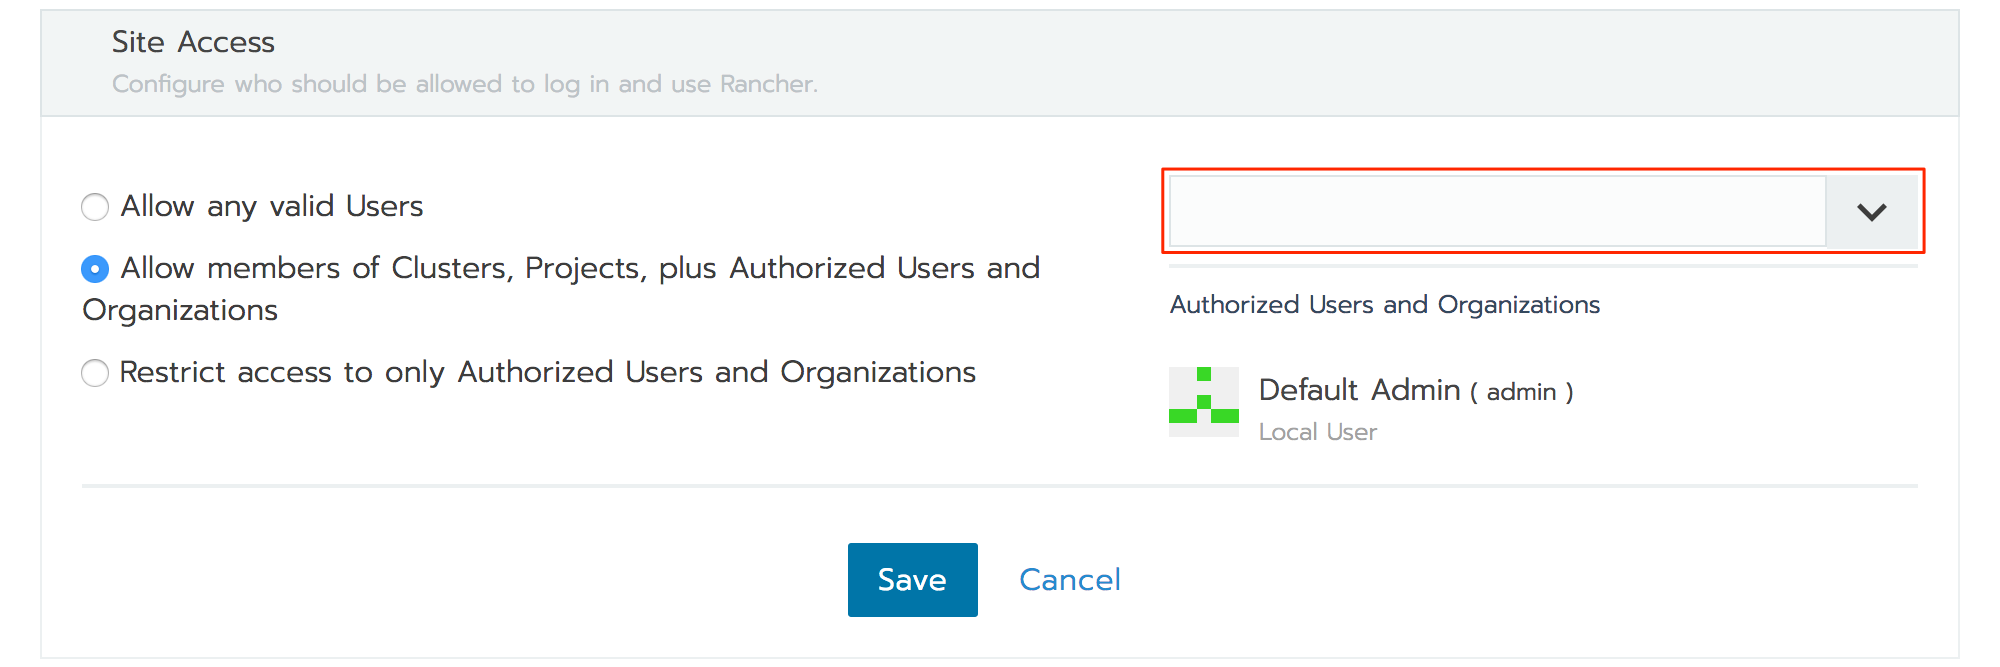 Site Access
Configure who should be allowed to log in and use Rancher.
Allow any valid Users
Allow members of Clusters, Projects, plus Authorized Users and
Organizations
Restrict access to only Authorized Users and Organizations
Authorized Users and Organizations
Default Admin ( admin )
Local User
Save
Cancel